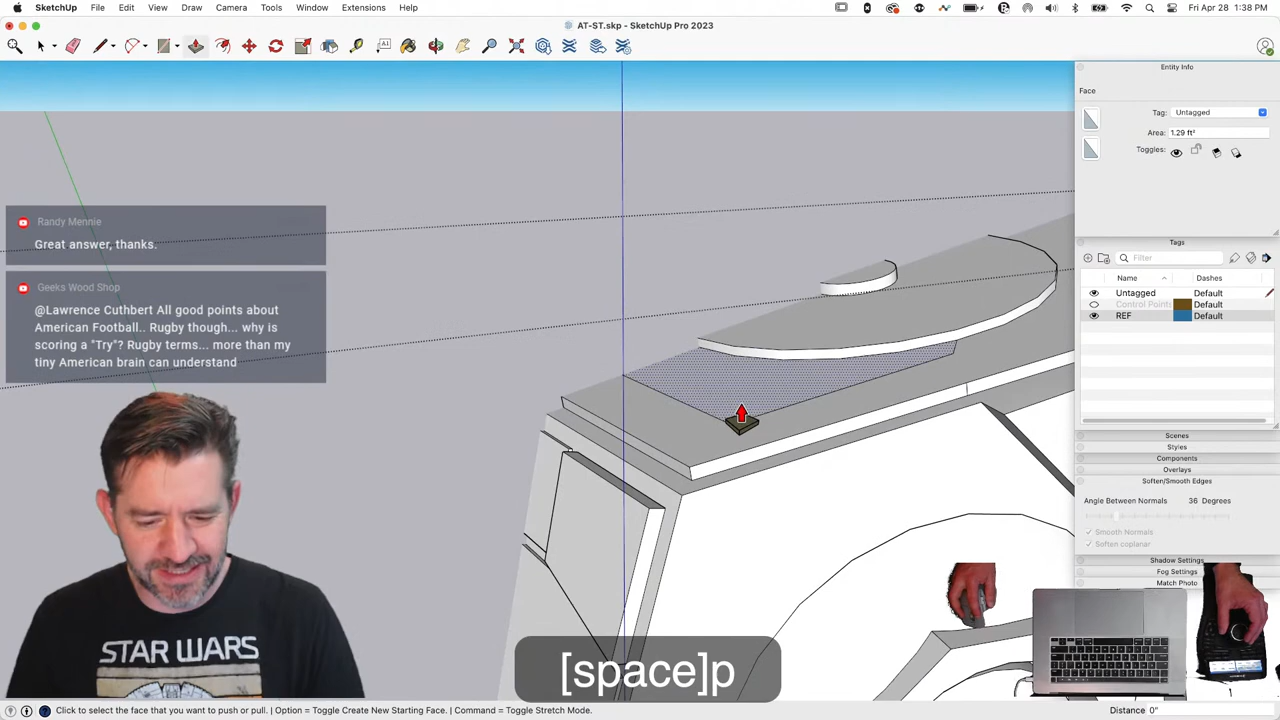 SketchUp File Edit View Draw Camera Tools Window Extensions Help
Fri Apr 28 1:38 PM
AT-ST.skp - SketchUp Pro 2023
Entity Info
Face
Tag: Untagged
Area: 1.29 ft²
Toggles:
Tags
Filter
Name Dashes
Untagged Default
Control Points Default
REF Default
Scenes
Styles
Components
Overlays
Soften/Smooth Edges
Angle Between Normals 36 Degrees
Smooth Normals
Soften coplanar
Shadow Settings
Fog Settings
Match Photo
Randy Mennie
Great answer, thanks.
Geeks Wood Shop
@Lawrence Cuthbert All good points about
American Football.. Rugby though... why is
scoring a "Try"? Rugby terms... more than my
tiny American brain can understand
STAR WARS
[space]p
Click to select the face that you want to push or pull. | Option = Toggle Create New Starting Face. | Command = Toggle Stretch Mode.
Distance 0"